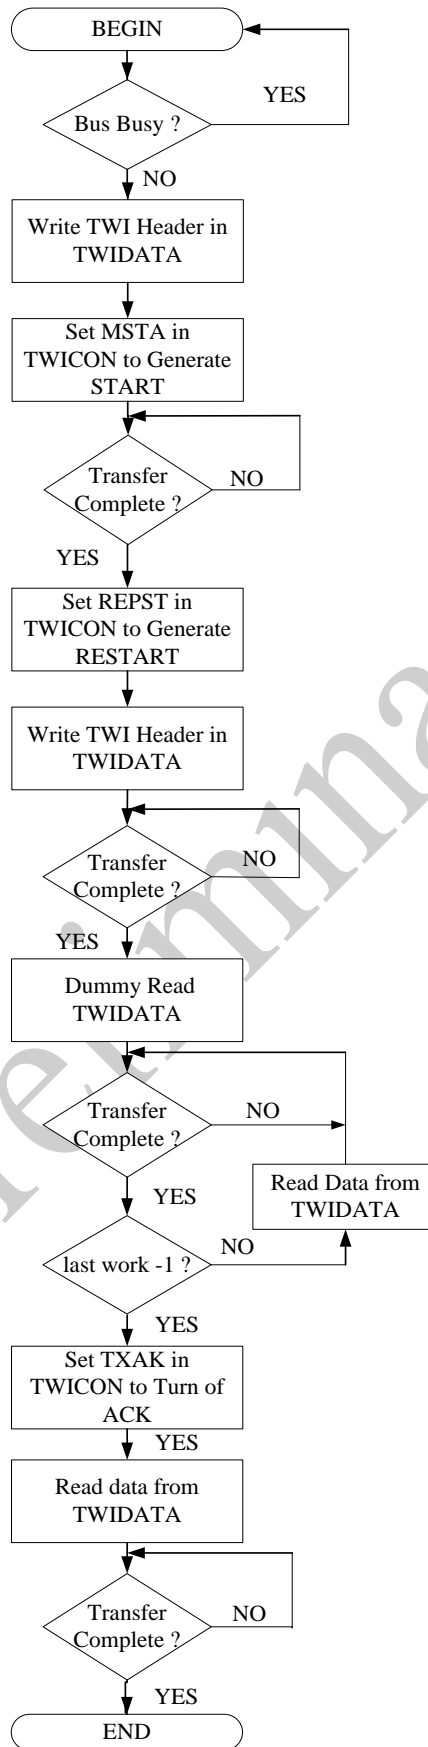 BEGIN
YES
Bus Busy ?
NO
Write TWI Header in
TWIDATA
Set MSTA in
TWICON to Generate
START
Transfer
NO
Complete ?
YES
Set REPST in
TWICON to Generate
RESTART
Write TWI Header in
TWIDATA
Transfer
NO
Complete ?
YES
Dummy Read
TWIDATA
Transfer
NO
Complete ?
YES
Read Data from
TWIDATA
last work -1 ?
NO
YES
Set TXAK in
TWICON to Turn of
ACK
YES
Read data from
TWIDATA
Transfer
NO
Complete ?
YES
END